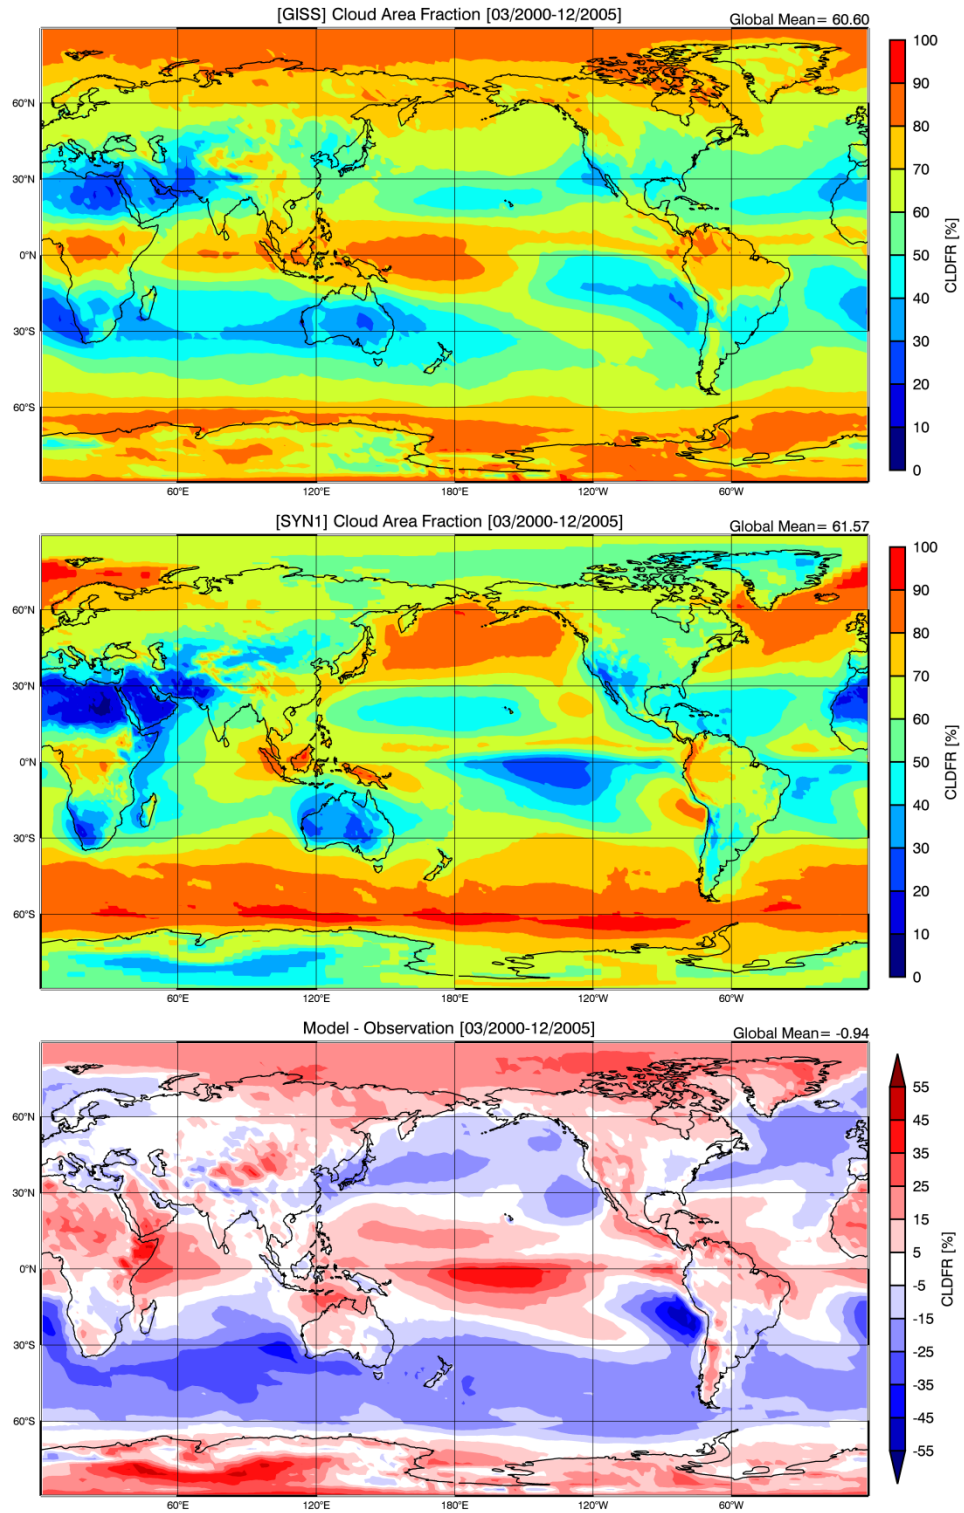 [GISS] Cloud Area Fraction [03/2000-12/2005]
Global Mean= 60.60
60°N
30°N
0°N
30°S
60°S
60°E 120°E 180°E 120°W 60°W
100
90
80
70
60
50
40
30
20
10
0
CLDFR [%]
[SYN1] Cloud Area Fraction [03/2000-12/2005]
Global Mean= 61.57
60°N
30°N
0°N
30°S
60°S
60°E 120°E 180°E 120°W 60°W
100
90
80
70
60
50
40
30
20
10
0
CLDFR [%]
Model - Observation [03/2000-12/2005]
Global Mean= -0.94
60°N
30°N
0°N
30°S
60°S
60°E 120°E 180°E 120°W 60°W
55
45
35
25
15
5
-5
-15
-25
-35
-45
-55
CLDFR [%]